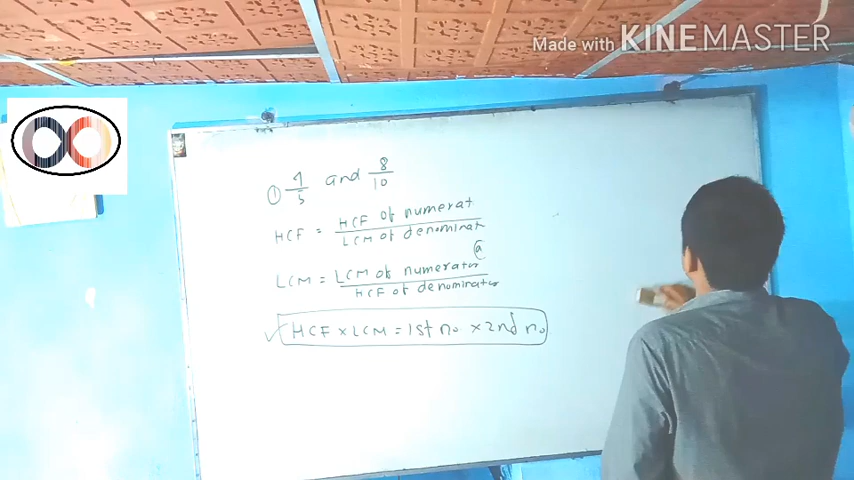 Made with KINEMASTER
① 4/5 and 8/10
HCF = HCF of numerat / LCM of denominat
a
LCM = LCM of numerator / HCF of denominator
✓ HCF × LCM = 1st no × 2nd no